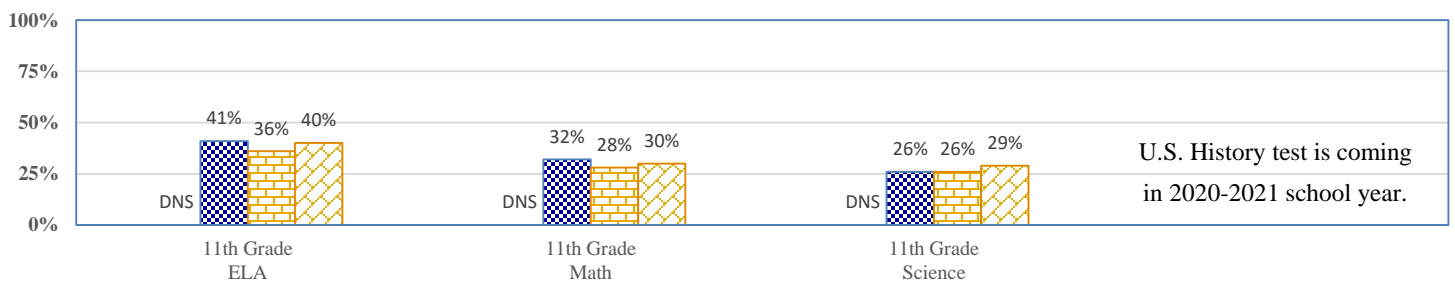 100%
75%
50%
25%
0%
DNS
41%
36%
40%
DNS
32%
28%
30%
DNS
26%
26%
29%
U.S. History test is coming
in 2020-2021 school year.
11th Grade
ELA
11th Grade
Math
11th Grade
Science